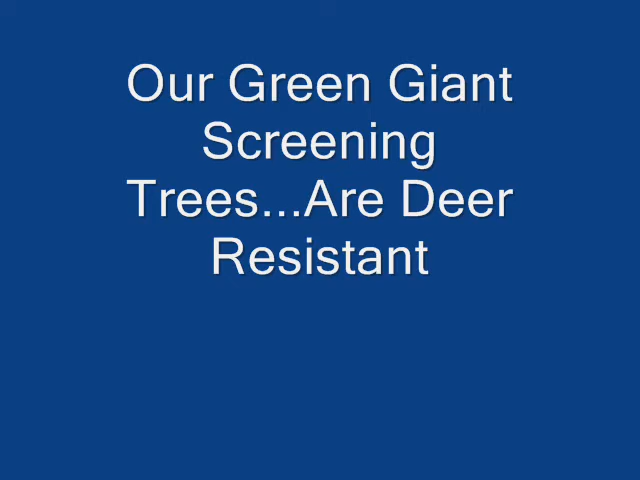 Our Green Giant
Screening
Trees...Are Deer
Resistant